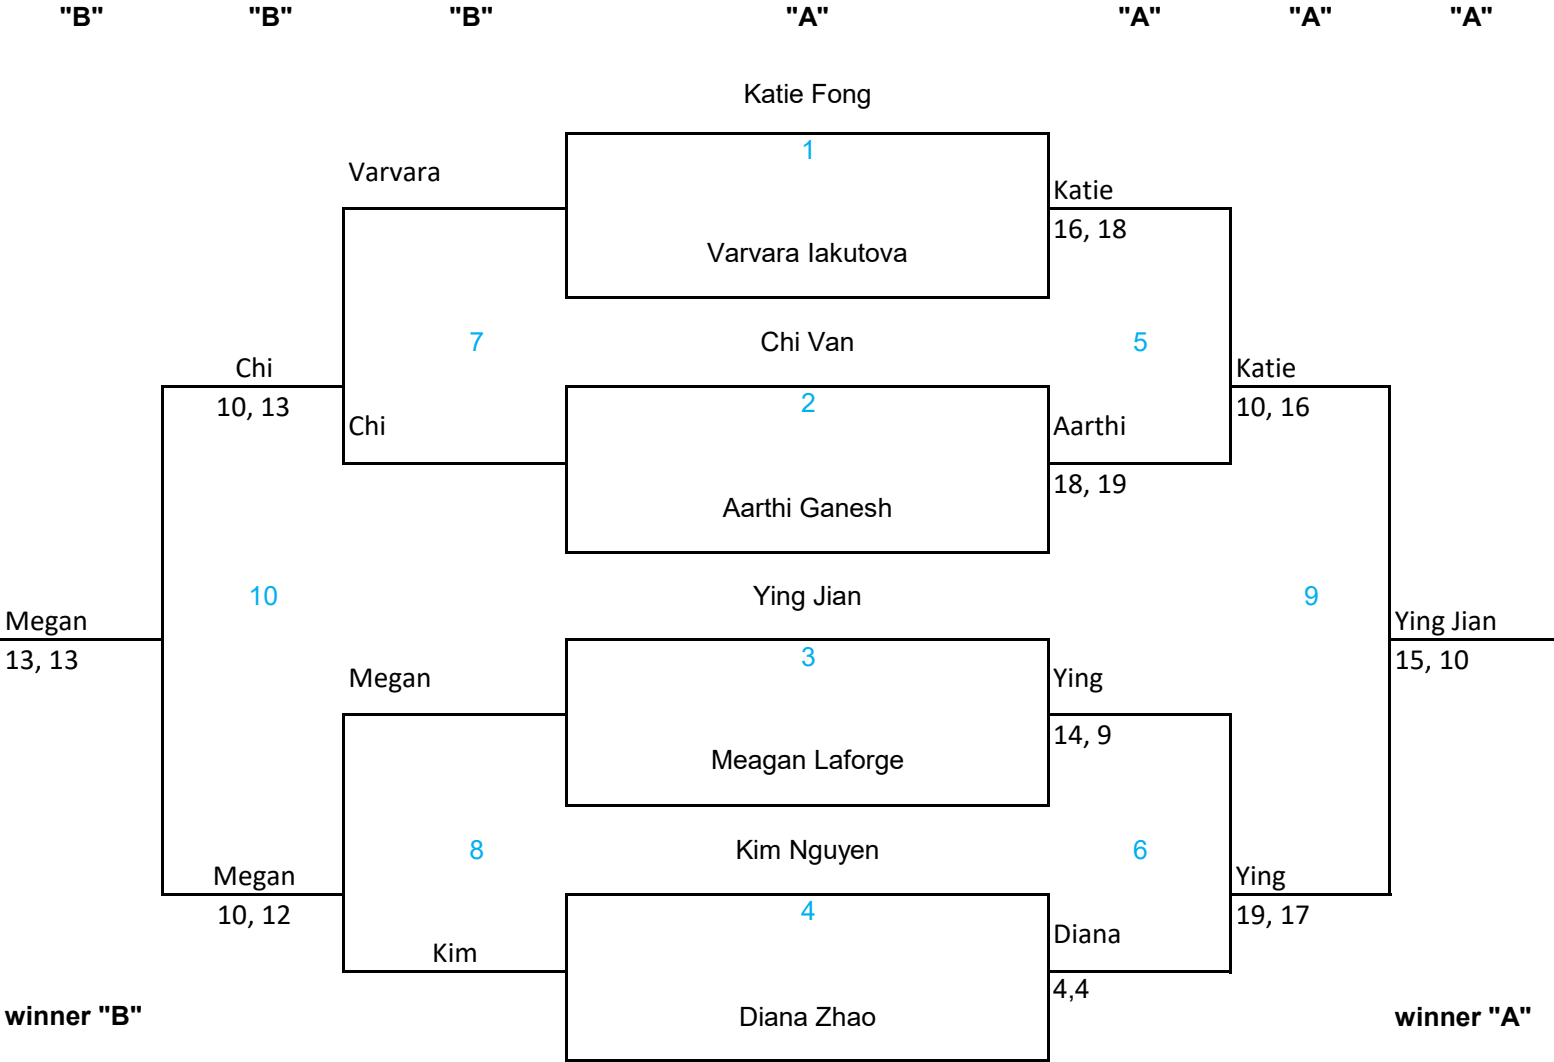 "B" "B" "B" "A" "A" "A" "A"
Katie Fong
1
Varvara
Katie
16, 18
Varvara Iakutova
7 Chi Van 5
Chi Katie
10, 13 2 10, 16
Chi Aarthi
18, 19
Aarthi Ganesh
10 Ying Jian 9
Megan Ying Jian
13, 13 3 15, 10
Megan Ying
14, 9
Meagan Laforge
8 Kim Nguyen 6
Megan Ying
10, 12 4 19, 17
Kim Diana
4,4
winner "B" Diana Zhao winner "A"